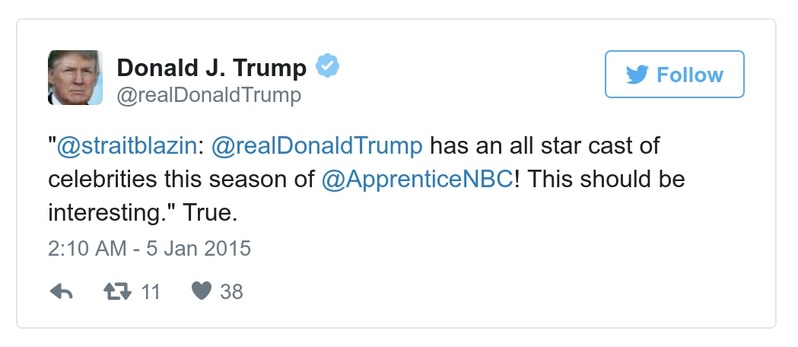 Donald J. Trump
@realDonaldTrump
Follow
"@straitblazin: @realDonaldTrump has an all star cast of
celebrities this season of @ApprenticeNBC! This should be
interesting." True.
2:10 AM - 5 Jan 2015
11 38